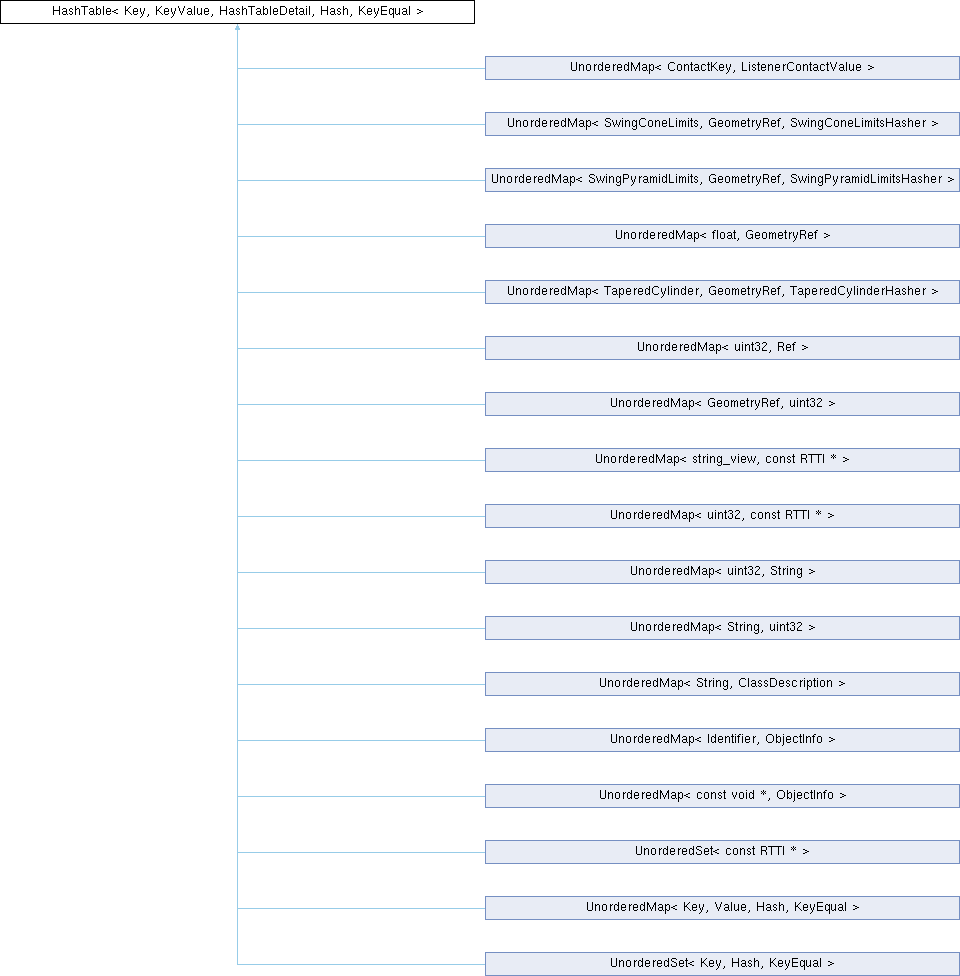 HashTable< Key, KeyValue, HashTableDetail, Hash, KeyEqual >
UnorderedMap< ContactKey, ListenerContactValue >
UnorderedMap< SwingConeLimits, GeometryRef, SwingConeLimitsHasher >
UnorderedMap< SwingPyramidLimits, GeometryRef, SwingPyramidLimitsHasher >
UnorderedMap< float, GeometryRef >
UnorderedMap< TaperedCylinder, GeometryRef, TaperedCylinderHasher >
UnorderedMap< uint32, Ref >
UnorderedMap< GeometryRef, uint32 >
UnorderedMap< string_view, const RTTI * >
UnorderedMap< uint32, const RTTI * >
UnorderedMap< uint32, String >
UnorderedMap< String, uint32 >
UnorderedMap< String, ClassDescription >
UnorderedMap< Identifier, ObjectInfo >
UnorderedMap< const void *, ObjectInfo >
UnorderedSet< const RTTI * >
UnorderedMap< Key, Value, Hash, KeyEqual >
UnorderedSet< Key, Hash, KeyEqual >